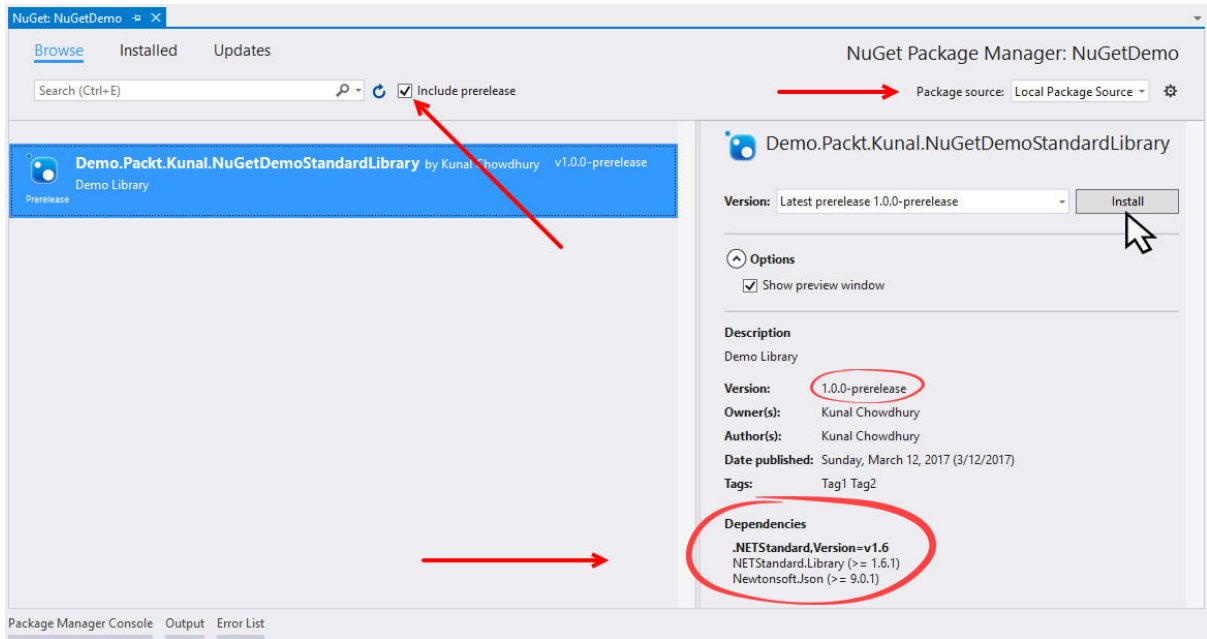 NuGet: NuGetDemo
Browse Installed Updates
NuGet Package Manager: NuGetDemo
Search (Ctrl+E)
Include prerelease
Package source: Local Package Source
Demo.Packt.Kunal.NuGetDemoStandardLibrary by Kunal Chowdhury v1.0.0-prerelease
Demo Library
Prerelease
Demo.Packt.Kunal.NuGetDemoStandardLibrary
Version: Latest prerelease 1.0.0-prerelease Install
Options
Show preview window
Description
Demo Library
Version: 1.0.0-prerelease
Owner(s): Kunal Chowdhury
Author(s): Kunal Chowdhury
Date published: Sunday, March 12, 2017 (3/12/2017)
Tags: Tag1 Tag2
Dependencies
.NETStandard,Version=v1.6
NETStandard.Library (>= 1.6.1)
Newtonsoft.Json (>= 9.0.1)
Package Manager Console Output Error List